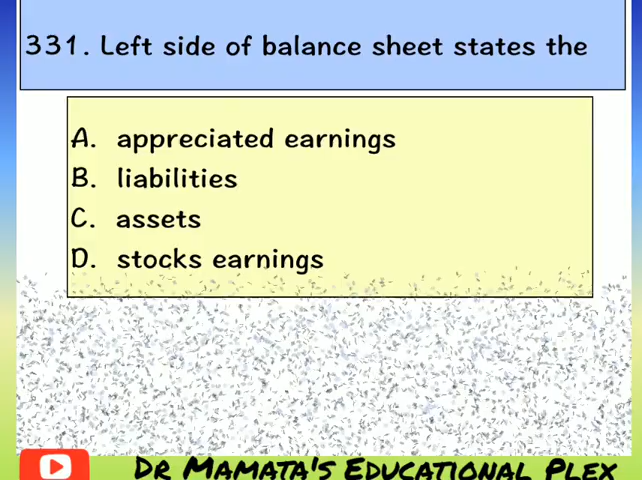 331. Left side of balance sheet states the
A. appreciated earnings
B. liabilities
C. assets
D. stocks earnings
DR MAMATA'S EDUCATIONAL PLEX